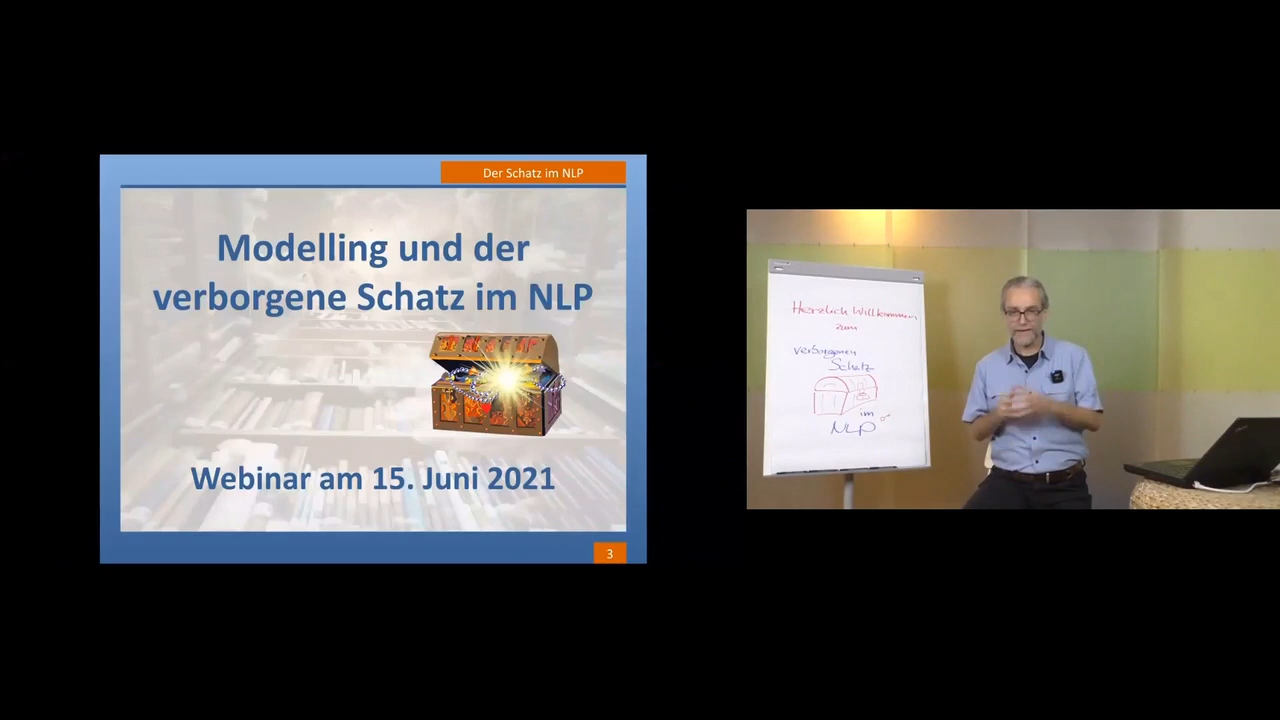 Der Schatz im NLP
Modelling und der
verborgene Schatz im NLP
Webinar am 15. Juni 2021
3
Herzlich Willkommen
zum
verborgenen
Schatz
im
NLP